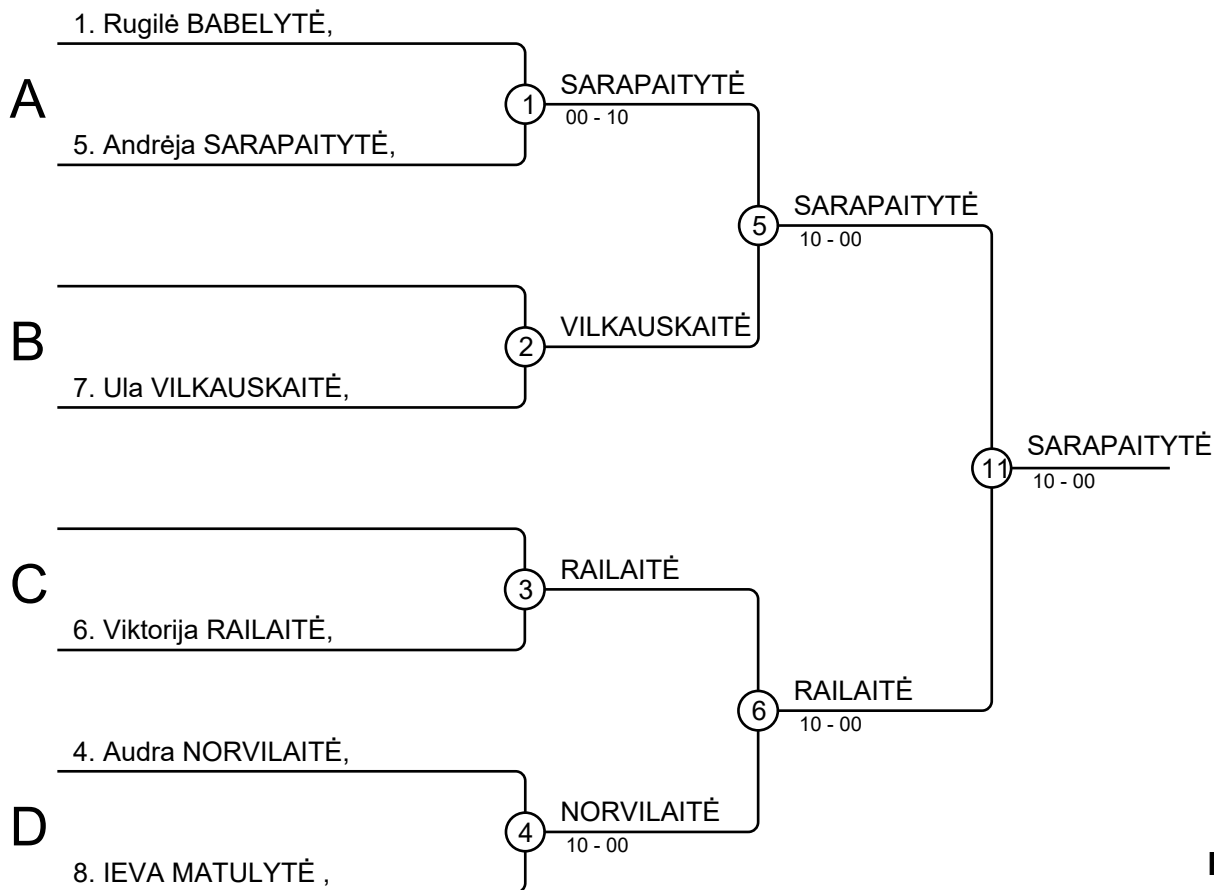 1. Rugilė BABELYTĖ,
A
1
SARAPAITYTĖ
00 - 10
5. Andrėja SARAPAITYTĖ,
5
SARAPAITYTĖ
10 - 00
B
2
VILKAUSKAITĖ
7. Ula VILKAUSKAITĖ,
11
SARAPAITYTĖ
10 - 00
C
3
RAILAITĖ
6. Viktorija RAILAITĖ,
6
RAILAITĖ
10 - 00
4. Audra NORVILAITĖ,
D
4
NORVILAITĖ
10 - 00
8. IEVA MATULYTĖ ,